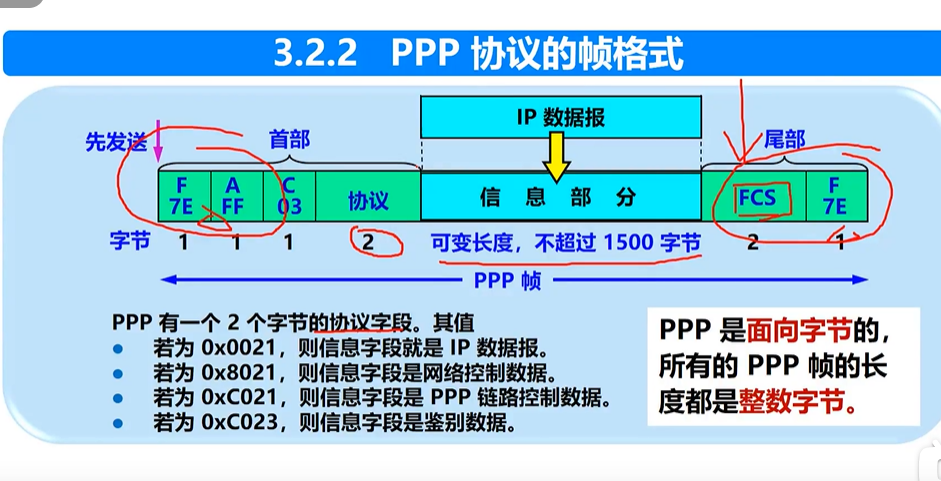 3.2.2 PPP 协议的帧格式
IP 数据报
先发送
首部
尾部
F
7E
A
FF
C
03
协议
信 息 部 分
FCS
F
7E
字节
1
1
1
2
可变长度，不超过 1500 字节
2
1
PPP 帧
PPP 有一个 2 个字节的协议字段。其值
● 若为 0x0021，则信息字段就是 IP 数据报。
● 若为 0x8021，则信息字段是网络控制数据。
● 若为 0xC021，则信息字段是 PPP 链路控制数据。
● 若为 0xC023，则信息字段是鉴别数据。
PPP 是面向字节的，
所有的 PPP 帧的长
度都是整数字节。